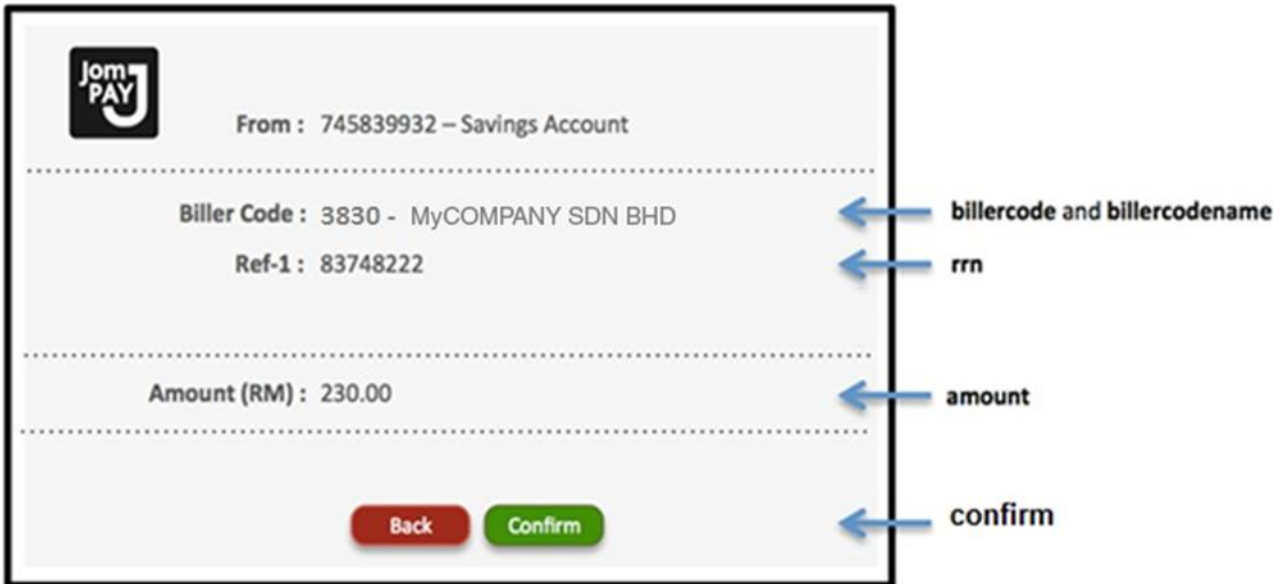 Jom
PAY
From : 745839932 – Savings Account
Biller Code : 3830 - MyCOMPANY SDN BHD
billercode and billercodename
Ref-1 : 83748222
rrn
Amount (RM) : 230.00
amount
Back
Confirm
confirm